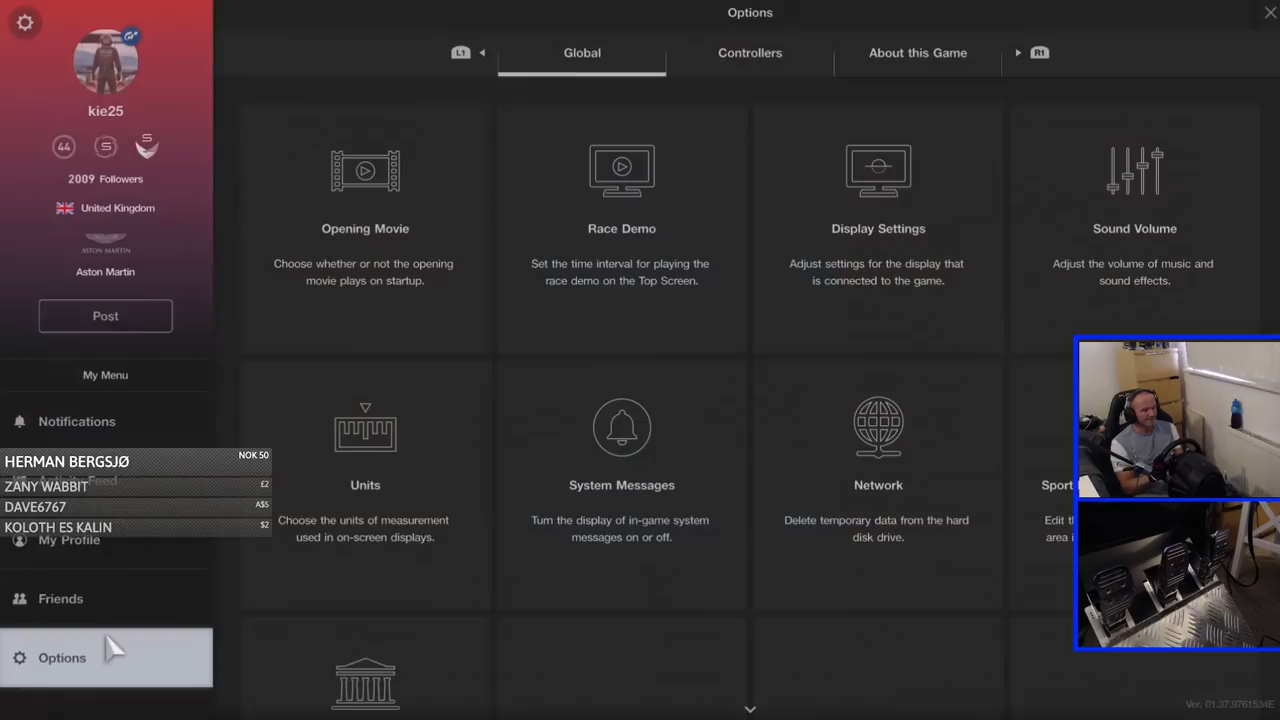 Options
L1
Global
Controllers
About this Game
R1
kie25
44
S
S
2009 Followers
United Kingdom
ASTON MARTIN
Aston Martin
Post
My Menu
Notifications
HERMAN BERGSJØ NOK 50
ZANY WABBIT £2
DAVE6767 A$5
KOLOTH ES KALIN $2
My Profile
Friends
Options
Opening Movie
Choose whether or not the opening
movie plays on startup.
Race Demo
Set the time interval for playing the
race demo on the Top Screen.
Display Settings
Adjust settings for the display that
is connected to the game.
Sound Volume
Adjust the volume of music and
sound effects.
Units
Choose the units of measurement
used in on-screen displays.
System Messages
Turn the display of in-game system
messages on or off.
Network
Delete temporary data from the hard
disk drive.
Sport
Edit th
area i
Ver. 01.37.9761534E